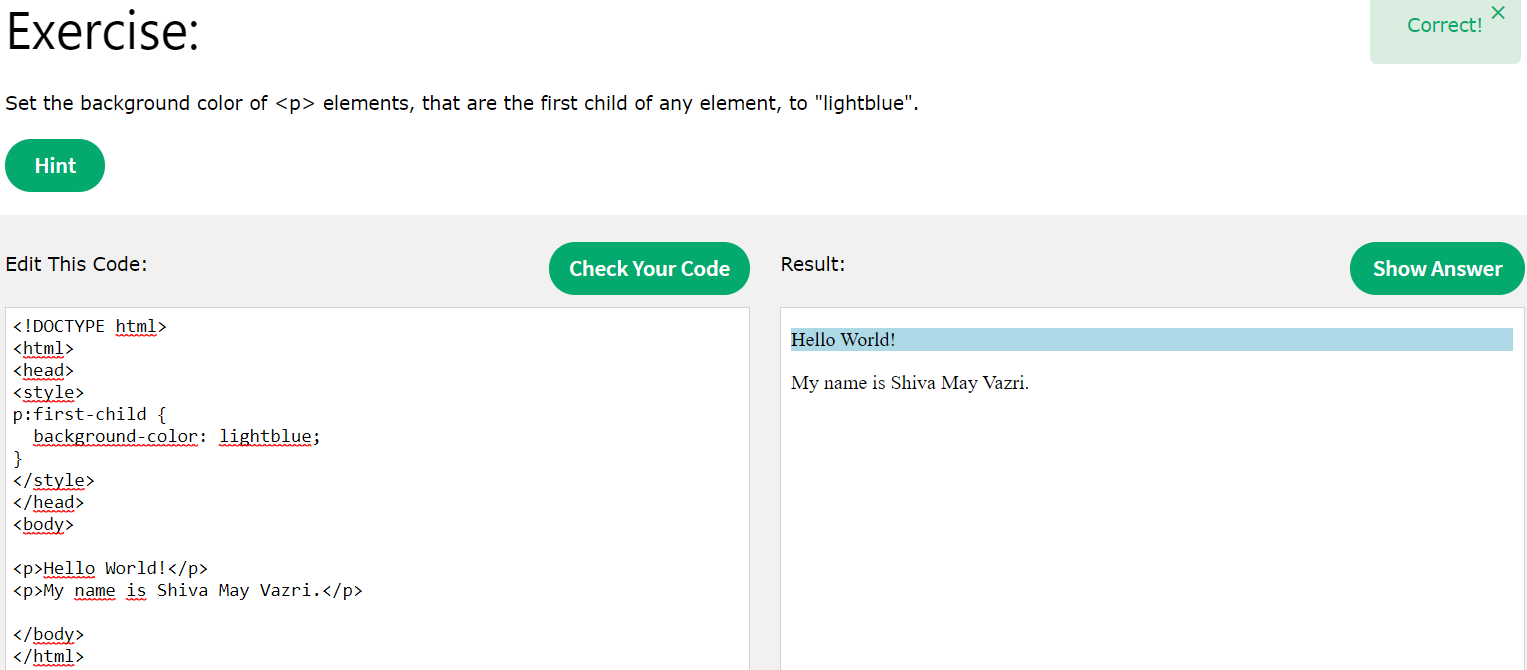 Exercise:
Correct!
×
Set the background color of <p> elements, that are the first child of any element, to "lightblue".
Hint
Edit This Code:
Check Your Code
<!DOCTYPE html>
<html>
<head>
<style>
p:first-child {
  background-color: lightblue;
}
</style>
</head>
<body>

<p>Hello World!</p>
<p>My name is Shiva May Vazri.</p>

</body>
</html>
Result:
Show Answer
Hello World!
My name is Shiva May Vazri.